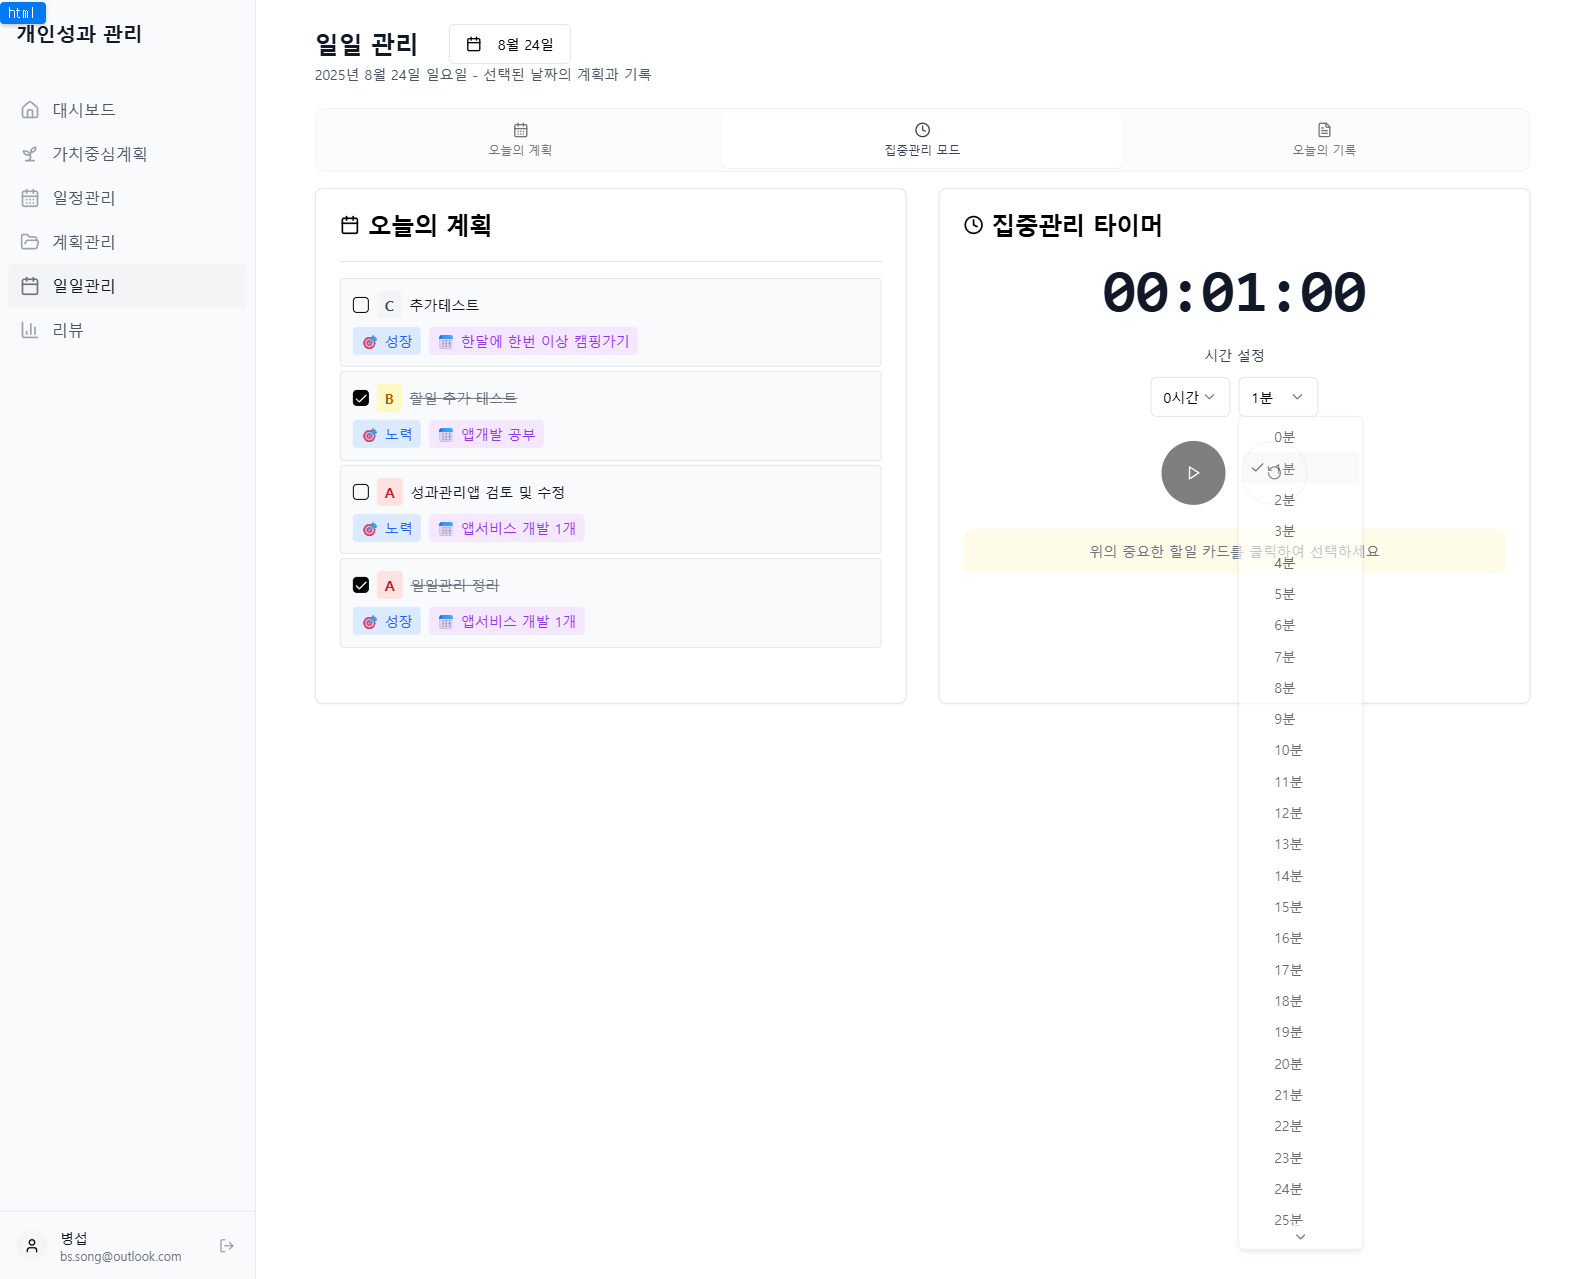 html
개인성과 관리
대시보드
가치중심계획
일정관리
계획관리
일일관리
리뷰
병섭
bs.song@outlook.com
일일 관리
8월 24일
2025년 8월 24일 일요일 - 선택된 날짜의 계획과 기록
오늘의 계획
집중관리 모드
오늘의 기록
오늘의 계획
C 추가테스트
성장 한달에 한번 이상 캠핑가기
B 할일 추가 테스트
노력 앱개발 공부
A 성과관리앱 검토 및 수정
노력 앱서비스 개발 1개
A 일일관리 정리
성장 앱서비스 개발 1개
집중관리 타이머
00:01:00
시간 설정
0시간 1분
위의 중요한 할일 카드를 클릭하여 선택하세요
0분
1분
2분
3분
4분
5분
6분
7분
8분
9분
10분
11분
12분
13분
14분
15분
16분
17분
18분
19분
20분
21분
22분
23분
24분
25분